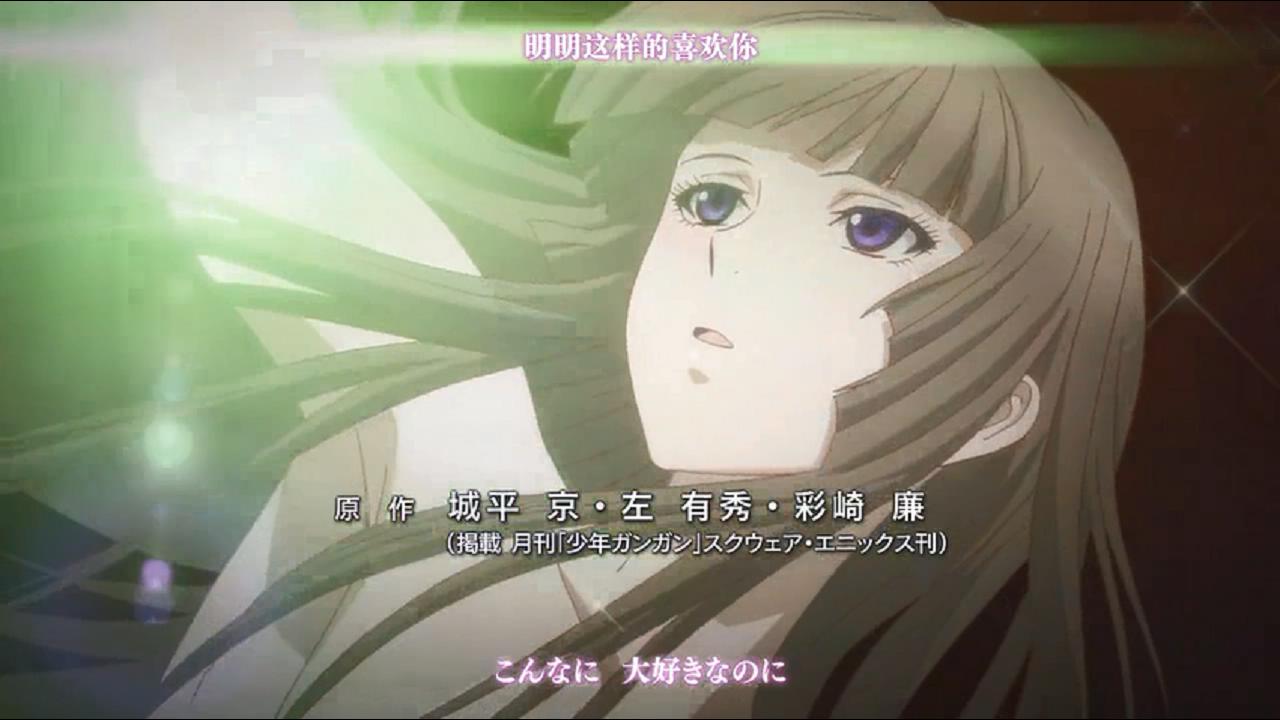 明明这样的喜欢你
原 作 城平 京・左 有秀・彩崎 廉
(掲載 月刊「少年ガンガン」スクウェア・エニックス刊)
こんなに 大好きなのに